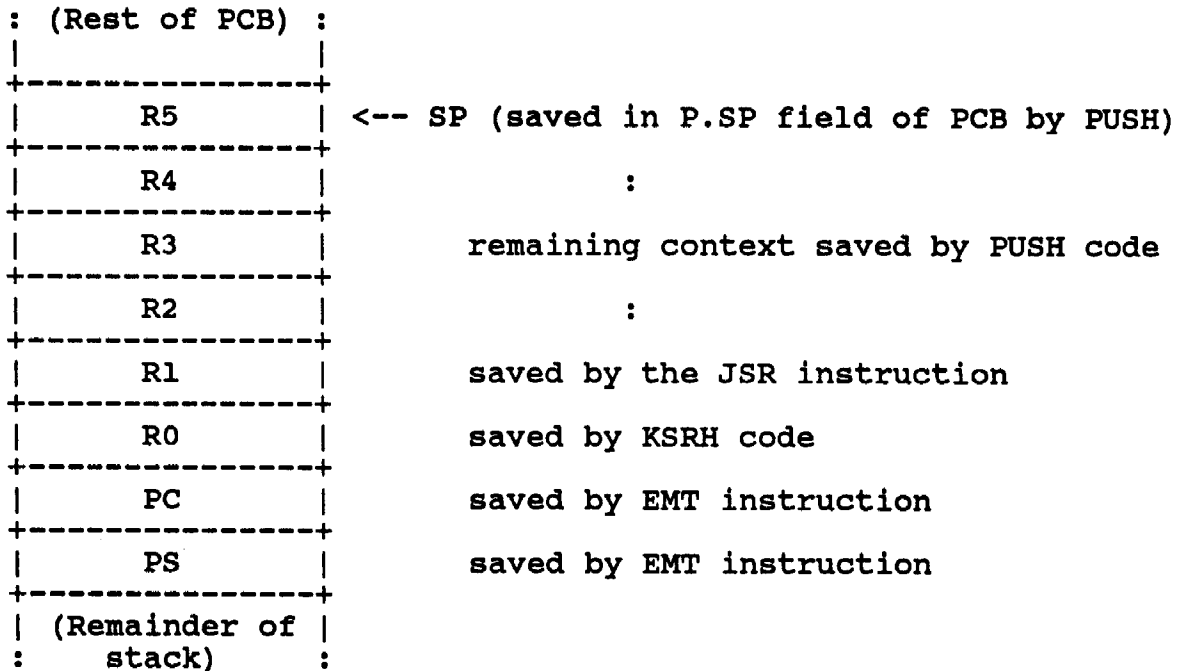 : (Rest of PCB) :
| |
+----------------+
| R5 | <-- SP (saved in P.SP field of PCB by PUSH)
+----------------+
| R4 | :
+----------------+
| R3 | remaining context saved by PUSH code
+----------------+
| R2 | :
+----------------+
| R1 | saved by the JSR instruction
+----------------+
| R0 | saved by KSRH code
+----------------+
| PC | saved by EMT instruction
+----------------+
| PS | saved by EMT instruction
+----------------+
| (Remainder of |
: stack) :